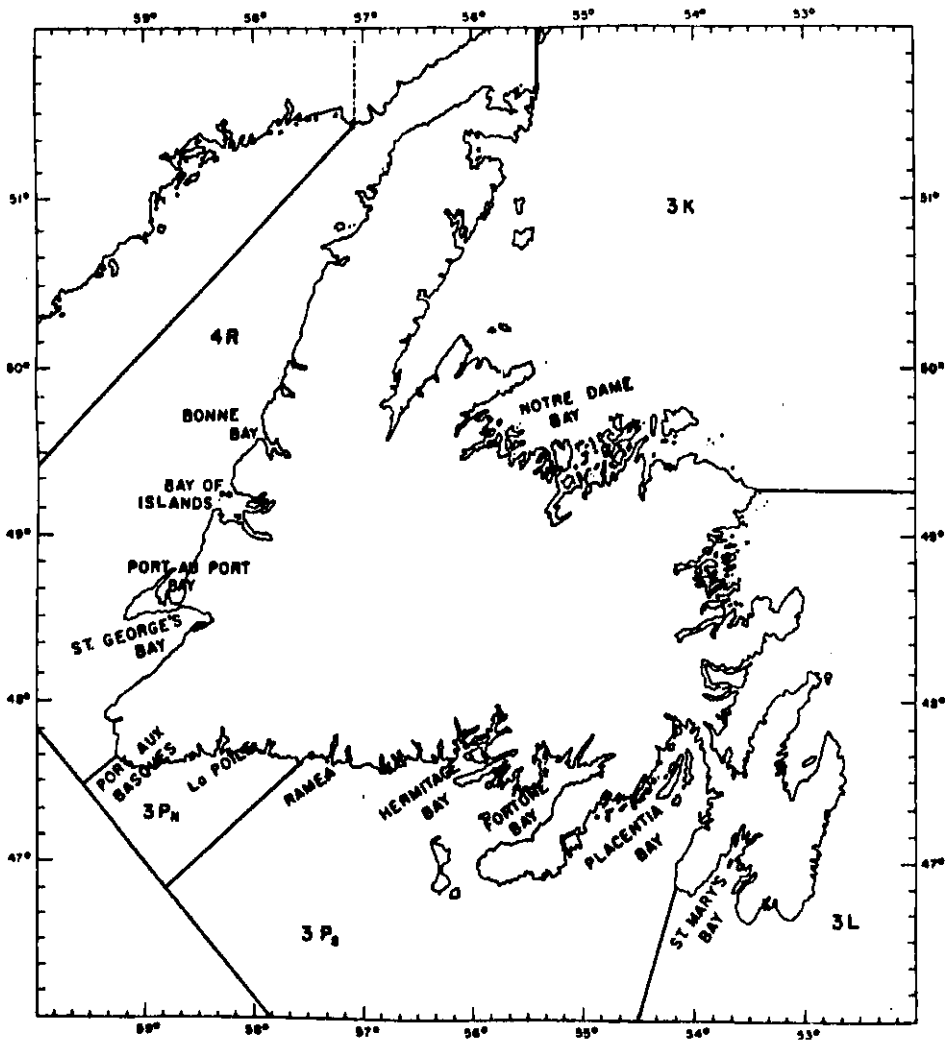 59° 58° 57° 56° 55° 54° 53°
51° 51°
3K
4R
50° 50°
NOTRE DAME
BAY
BONNE
BAY
BAY OF
ISLANDS
49° 49°
PORT AU PORT
BAY
ST. GEORGE'S
BAY
48° 48°
PORT AUX
BASQUES
La POILE
RAMEA
HERMITAGE
BAY
FORTUNE
BAY
PLACENTIA
BAY
3PN
47° 47°
ST. MARY'S
BAY
3L
3PS
59° 58° 57° 56° 55° 54° 53°